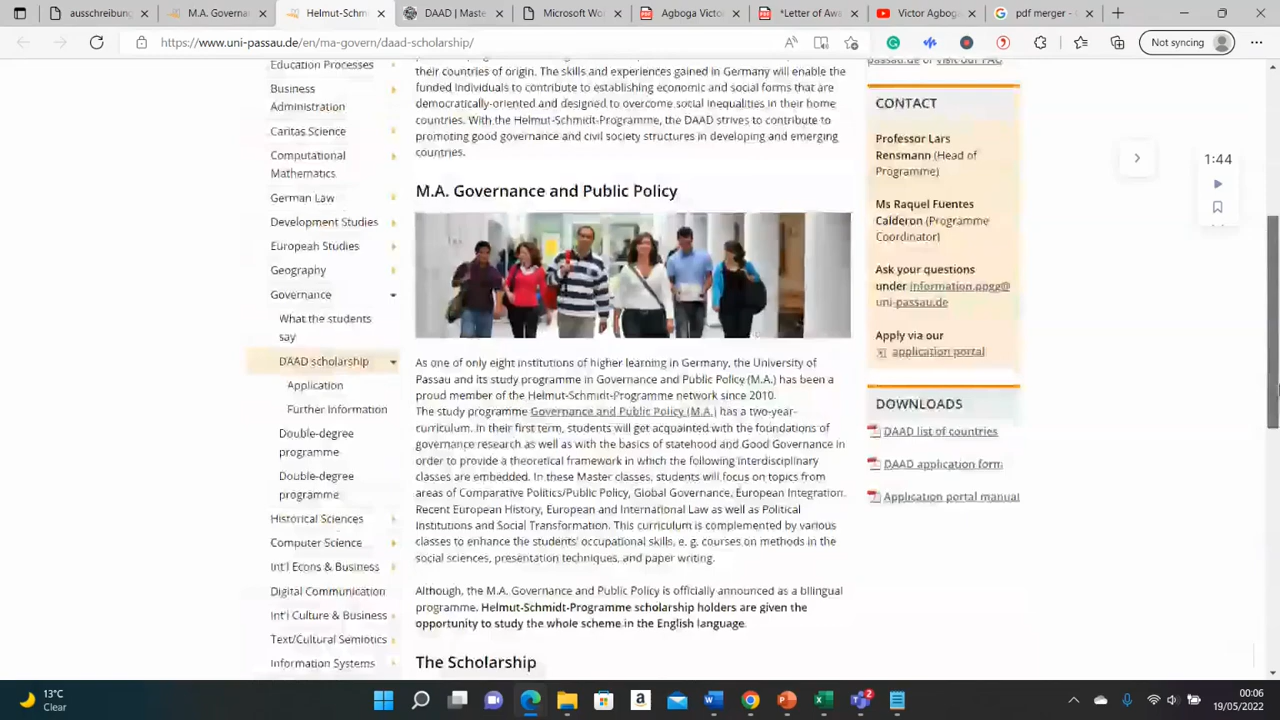 ausschreibung
M.A. Governa
Helmut-Schm
DAAD | Maste
Microsoft Wo
Agboga Victor
*Letter of Awa
Victor Agboga
pdf merger - G
https://www.uni-passau.de/en/ma-govern/daad-scholarship/
Not syncing
Education Processes
Business
Administration
Caritas Science
Computational
Mathematics
German Law
Development Studies
European Studies
Geography
Governance
What the students
say
DAAD scholarship
Application
Further Information
Double-degree
programme
Double-degree
programme
Historical Sciences
Computer Science
Int'l Econs & Business
Digital Communication
Int'l Culture & Business
Text/Cultural Semiotics
Information Systems
their countries of origin. The skills and experiences gained in Germany will enable the
funded individuals to contribute to establishing economic and social forms that are
democratically-oriented and designed to overcome social inequalities in their home
countries. With the Helmut-Schmidt-Programme, the DAAD strives to contribute to
promoting good governance and civil society structures in developing and emerging
countries.
M.A. Governance and Public Policy
As one of only eight institutions of higher learning in Germany, the University of
Passau and its study programme in Governance and Public Policy (M.A.) has been a
proud member of the Helmut-Schmidt-Programme network since 2010.
The study programme Governance and Public Policy (M.A.) has a two-year-
curriculum. In their first term, students will get acquainted with the foundations of
governance research as well as with the basics of statehood and Good Governance in
order to provide a theoretical framework in which the following interdisciplinary
classes are embedded. In these Master classes, students will focus on topics from
areas of Comparative Politics/Public Policy, Global Governance, European Integration.
Recent European History, European and International Law as well as Political
Institutions and Social Transformation. This curriculum is complemented by various
classes to enhance the students' occupational skills, e. g. courses on methods in the
social sciences, presentation techniques, and paper writing.
Although, the M.A. Governance and Public Policy is officially announced as a bilingual
programme. Helmut-Schmidt-Programme scholarship holders are given the
opportunity to study the whole scheme in the English language.
The Scholarship
passau.de or visit our FAQ
CONTACT
Professor Lars
Rensmann (Head of
Programme)
Ms Raquel Fuentes
Calderon (Programme
Coordinator)
Ask your questions
under information.ppgg@
uni-passau.de
Apply via our
application portal
DOWNLOADS
DAAD list of countries
DAAD application form
Application portal manual
1:44
13°C
Clear
2
00:06
19/05/2022